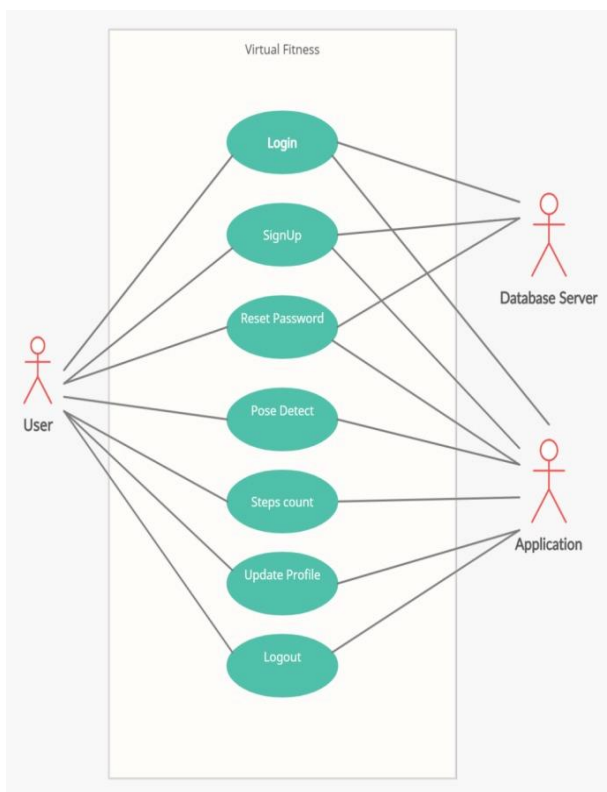 Virtual Fitness
Login
SignUp
Reset Password
Pose Detect
Steps count
Update Profile
Logout
User
Database Server
Application